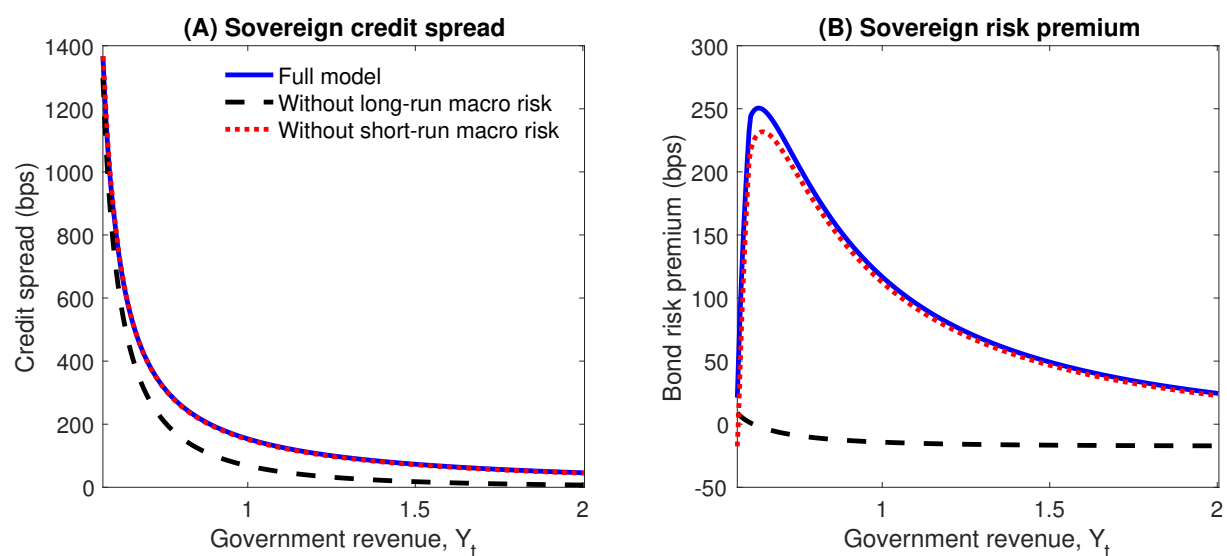 (A) Sovereign credit spread
1400
1200
1000
800
600
400
200
0
Credit spread (bps)
Full model
Without long-run macro risk
Without short-run macro risk
1
1.5
2
Government revenue, Y_t
(B) Sovereign risk premium
300
250
200
150
100
50
0
-50
Bond risk premium (bps)
1
1.5
2
Government revenue, Y_t